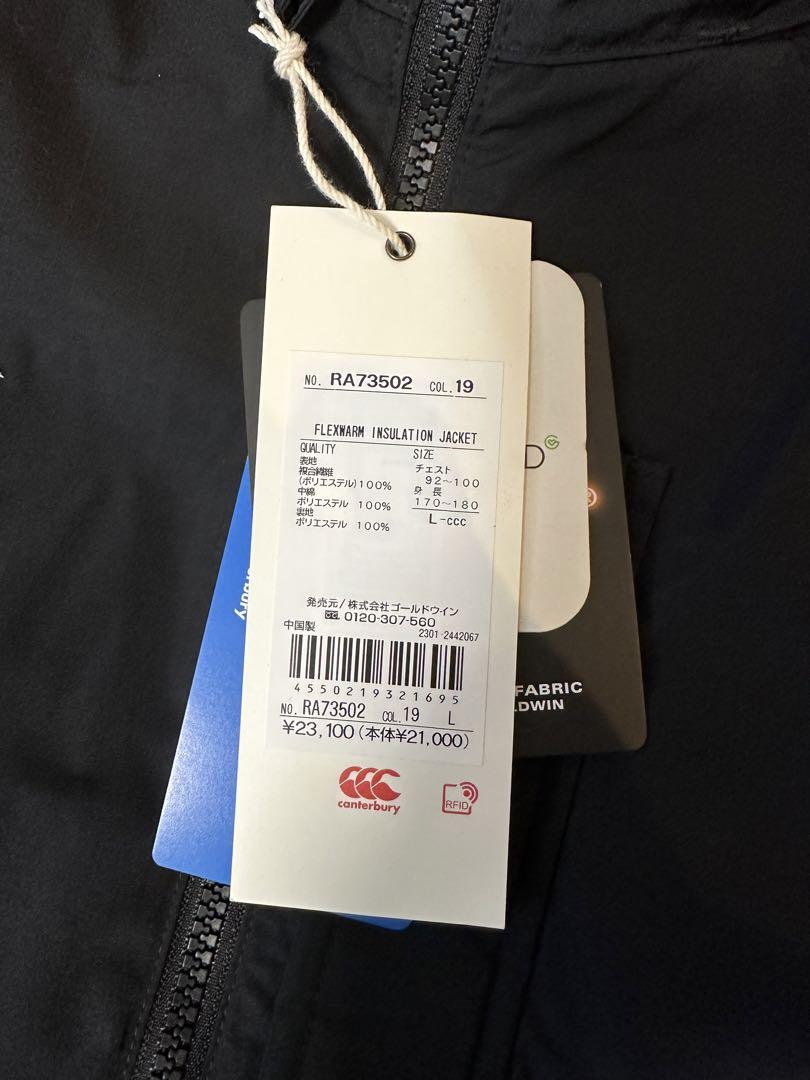 NO. RA73502 COL. 19
FLEXWARM INSULATION JACKET
QUALITY
表地
複合繊維
(ポリエステル)100%
中綿
ポリエステル 100%
裏地
ポリエステル 100%
SIZE
チェスト
92～100
身 長
170～180
L-ccc
発売元/株式会社ゴールドウイン
0120-307-560
中国製
2301-2442067
4550219321695
NO. RA73502 COL. 19 L
¥23,100(本体¥21,000)
canterbury
RFID
D
FABRIC
LDWIN
rbury